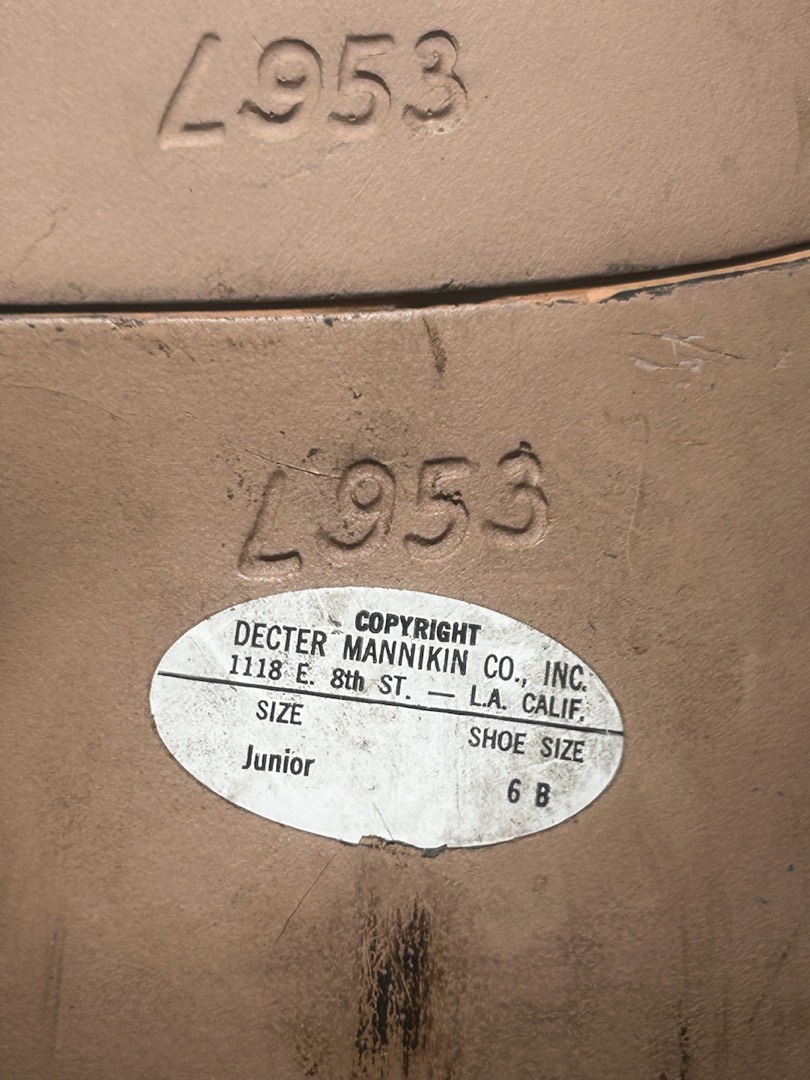 L953
L953
COPYRIGHT
DECTER MANNIKIN CO., INC.
1118 E. 8th ST. — L.A. CALIF.
SIZE SHOE SIZE
Junior 6 B